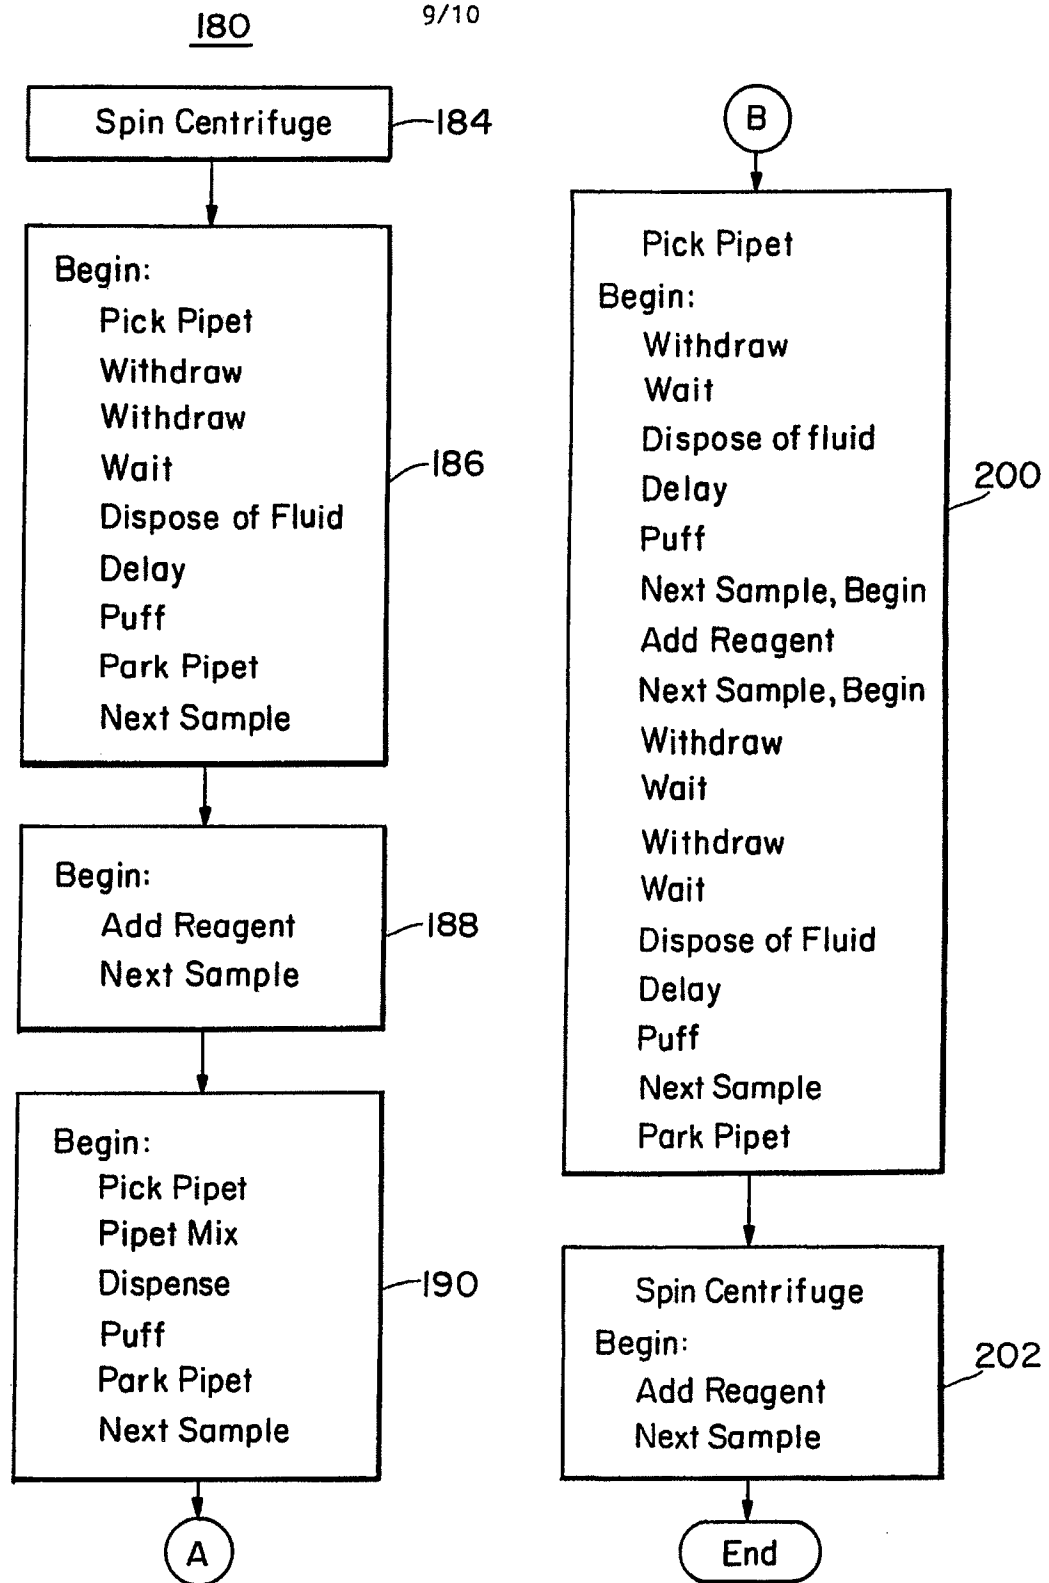 180
9/10
Spin Centrifuge
184
Begin:
Pick Pipet
Withdraw
Withdraw
Wait
Dispose of Fluid
Delay
Puff
Park Pipet
Next Sample
186
Begin:
Add Reagent
Next Sample
188
Begin:
Pick Pipet
Pipet Mix
Dispense
Puff
Park Pipet
Next Sample
190
A
B
Pick Pipet
Begin:
Withdraw
Wait
Dispose of fluid
Delay
Puff
Next Sample, Begin
Add Reagent
Next Sample, Begin
Withdraw
Wait
Withdraw
Wait
Dispose of Fluid
Delay
Puff
Next Sample
Park Pipet
200
Spin Centrifuge
Begin:
Add Reagent
Next Sample
202
End